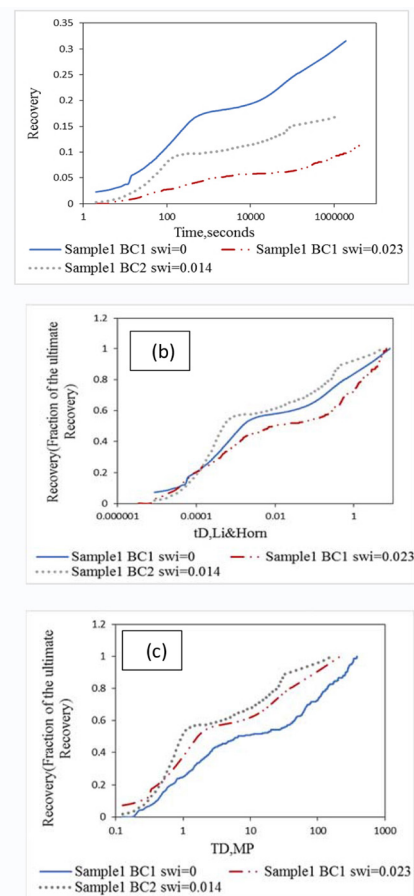 0.35
0.3
0.25
0.2
0.15
0.1
0.05
0
Recovery
1
100
10000
1000000
Time,seconds
Sample1 BC1 swi=0
Sample1 BC1 swi=0.023
Sample1 BC2 swi=0.014
(b)
1.2
1
0.8
0.6
0.4
0.2
0
Recovery(Fraction of the ultimate
Recovery)
0.000001
0.0001
0.01
1
tD,Li&Horn
Sample1 BC1 swi=0
Sample1 BC1 swi=0.023
Sample1 BC2 swi=0.014
(c)
1.2
1
0.8
0.6
0.4
0.2
0
Recovery(Fraction of the ultimate
Recovery)
0.1
1
10
100
1000
TD,MP
Sample1 BC1 swi=0
Sample1 BC1 swi=0.023
Sample1 BC2 swi=0.014